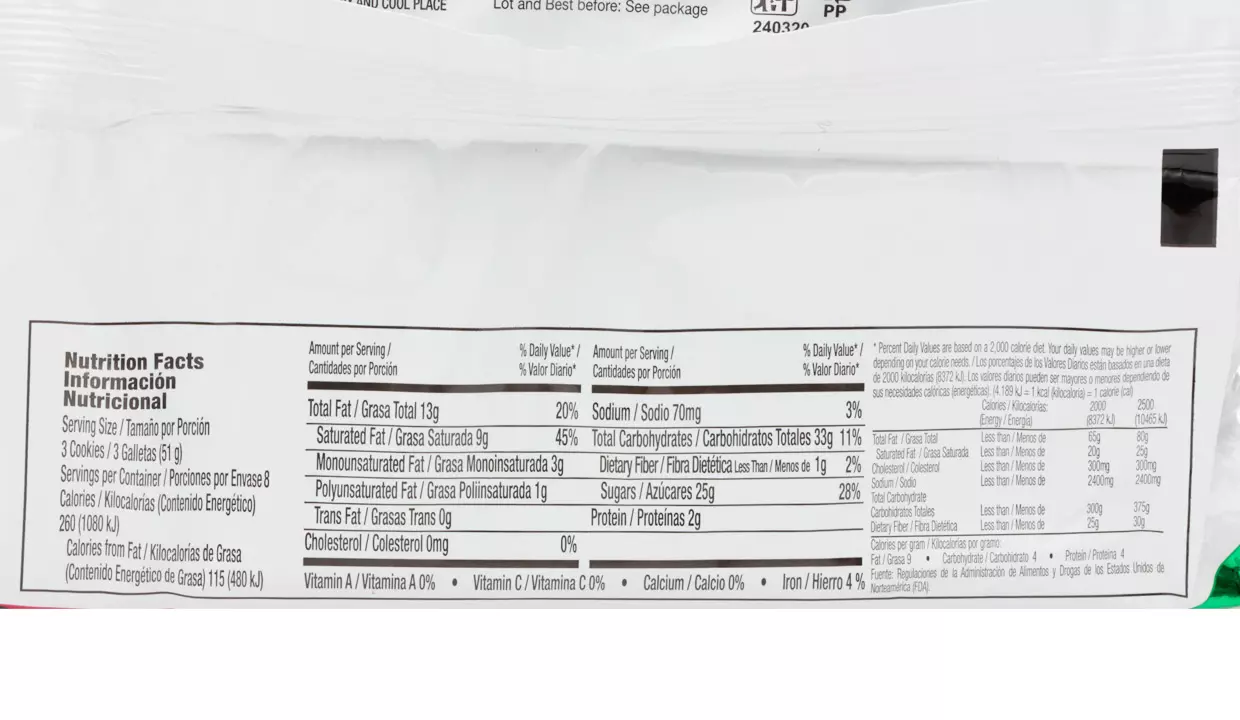 AND COOL PLACE
Lot and Best before: See package
PP
Nutrition Facts
Información
Nutricional
Serving Size / Tamaño por Porción
3 Cookies / 3 Galletas (51 g)
Servings per Container / Porciones por Envase 8
Calories / Kilocalorías (Contenido Energético)
260 (1080 kJ)
Calories from Fat / Kilocalorías de Grasa
(Contenido Energético de Grasa) 115 (480 kJ)
Amount per Serving / % Daily Value* /
Cantidades por Porción % Valor Diario*
Total Fat / Grasa Total 13g 20%
Saturated Fat / Grasa Saturada 9g 45%
Monounsaturated Fat / Grasa Monoinsaturada 3g
Polyunsaturated Fat / Grasa Poliinsaturada 1g
Trans Fat / Grasas Trans 0g
Cholesterol / Colesterol 0mg 0%
Amount per Serving / % Daily Value* /
Cantidades por Porción % Valor Diario*
Sodium / Sodio 70mg 3%
Total Carbohydrates / Carbohidratos Totales 33g 11%
Dietary Fiber / Fibra Dietética Less Than / Menos de 1g 2%
Sugars / Azúcares 25g 28%
Protein / Proteínas 2g
Vitamin A / Vitamina A 0% • Vitamin C / Vitamina C 0% • Calcium / Calcio 0% • Iron / Hierro 4 %
* Percent Daily Values are based on a 2,000 calorie diet. Your daily values may be higher or lower
depending on your calorie needs. / Los porcentajes de los Valores Diarios están basados en una dieta
de 2000 kilocalorías (8372 kJ). Los valores diarios pueden ser mayores o menores dependiendo de
sus necesidades calóricas (energéticas). (4.189 kJ = 1 kcal (kilocaloría) = 1 calorie (cal)
Calories / Kilocalorías: 2000 2500
(Energy / Energía) (8372 kJ) (10465 kJ)
Total Fat / Grasa Total Less than / Menos de 65g 80g
Saturated Fat / Grasa Saturada Less than / Menos de 20g 25g
Cholesterol / Colesterol Less than / Menos de 300mg 300mg
Sodium / Sodio Less than / Menos de 2400mg 2400mg
Total Carbohydrate
Carbohidratos Totales Less than / Menos de 300g 375g
Dietary Fiber / Fibra Dietética Less than / Menos de 25g 30g
Calories per gram / Kilocalorías por gramo:
Fat / Grasa 9 • Carbohydrate / Carbohidrato 4 • Protein / Proteína 4
Fuente: Regulaciones de la Administración de Alimentos y Drogas de los Estados Unidos de
Norteamérica (FDA).